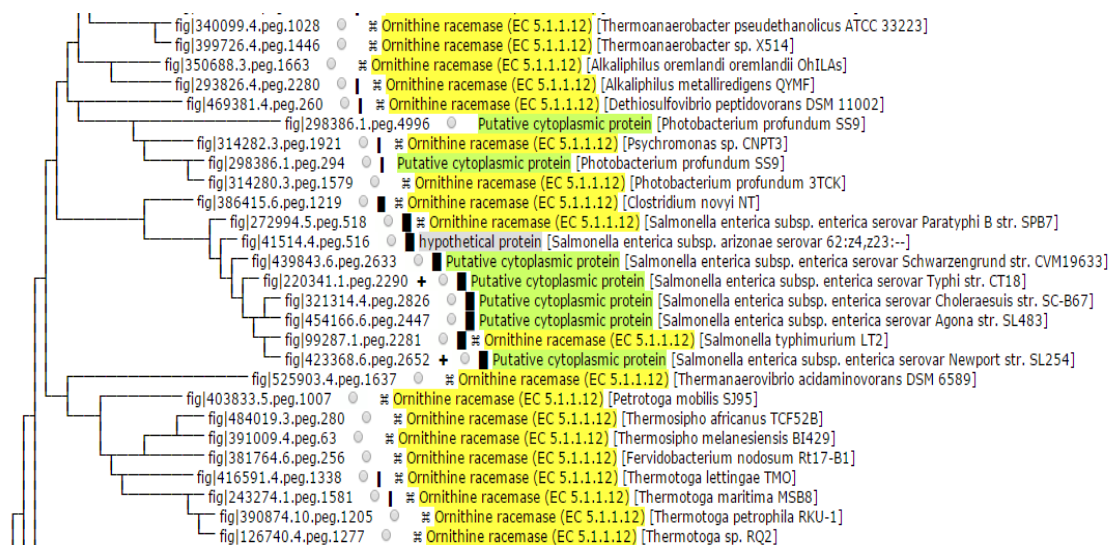 fig|340099.4.peg.1028 ⌘ Ornithine racemase (EC 5.1.1.12) [Thermoanaerobacter pseudethanolicus ATCC 33223]
fig|399726.4.peg.1446 ⌘ Ornithine racemase (EC 5.1.1.12) [Thermoanaerobacter sp. X514]
fig|350688.3.peg.1663 ⌘ Ornithine racemase (EC 5.1.1.12) [Alkaliphilus oremlandii oremlandii OhILAs]
fig|293826.4.peg.2280 ⌘ Ornithine racemase (EC 5.1.1.12) [Alkaliphilus metalliredigens QYMF]
fig|469381.4.peg.260 ⌘ Ornithine racemase (EC 5.1.1.12) [Dethiosulfovibrio peptidovorans DSM 11002]
fig|298386.1.peg.4996 Putative cytoplasmic protein [Photobacterium profundum SS9]
fig|314282.3.peg.1921 ⌘ Ornithine racemase (EC 5.1.1.12) [Psychromonas sp. CNPT3]
fig|298386.1.peg.294 Putative cytoplasmic protein [Photobacterium profundum SS9]
fig|314280.3.peg.1579 ⌘ Ornithine racemase (EC 5.1.1.12) [Photobacterium profundum 3TCK]
fig|386415.6.peg.1219 ⌘ Ornithine racemase (EC 5.1.1.12) [Clostridium novyi NT]
fig|272994.5.peg.518 ⌘ Ornithine racemase (EC 5.1.1.12) [Salmonella enterica subsp. enterica serovar Paratyphi B str. SPB7]
fig|41514.4.peg.516 hypothetical protein [Salmonella enterica subsp. arizonae serovar 62:z4,z23:--]
fig|439843.6.peg.2633 Putative cytoplasmic protein [Salmonella enterica subsp. enterica serovar Schwarzengrund str. CVM19633]
fig|220341.1.peg.2290 + Putative cytoplasmic protein [Salmonella enterica subsp. enterica serovar Typhi str. CT18]
fig|321314.4.peg.2826 Putative cytoplasmic protein [Salmonella enterica subsp. enterica serovar Choleraesuis str. SC-B67]
fig|454166.6.peg.2447 Putative cytoplasmic protein [Salmonella enterica subsp. enterica serovar Agona str. SL483]
fig|99287.1.peg.2281 ⌘ Ornithine racemase (EC 5.1.1.12) [Salmonella typhimurium LT2]
fig|423368.6.peg.2652 + Putative cytoplasmic protein [Salmonella enterica subsp. enterica serovar Newport str. SL254]
fig|525903.4.peg.1637 ⌘ Ornithine racemase (EC 5.1.1.12) [Thermanaerovibrio acidaminovorans DSM 6589]
fig|403833.5.peg.1007 ⌘ Ornithine racemase (EC 5.1.1.12) [Petrotoga mobilis SJ95]
fig|484019.3.peg.280 ⌘ Ornithine racemase (EC 5.1.1.12) [Thermosipho africanus TCF52B]
fig|391009.4.peg.63 ⌘ Ornithine racemase (EC 5.1.1.12) [Thermosipho melanesiensis BI429]
fig|381764.6.peg.256 ⌘ Ornithine racemase (EC 5.1.1.12) [Fervidobacterium nodosum Rt17-B1]
fig|416591.4.peg.1338 ⌘ Ornithine racemase (EC 5.1.1.12) [Thermotoga lettingae TMO]
fig|243274.1.peg.1581 ⌘ Ornithine racemase (EC 5.1.1.12) [Thermotoga maritima MSB8]
fig|390874.10.peg.1205 ⌘ Ornithine racemase (EC 5.1.1.12) [Thermotoga petrophila RKU-1]
fig|126740.4.peg.1277 ⌘ Ornithine racemase (EC 5.1.1.12) [Thermotoga sp. RQ2]